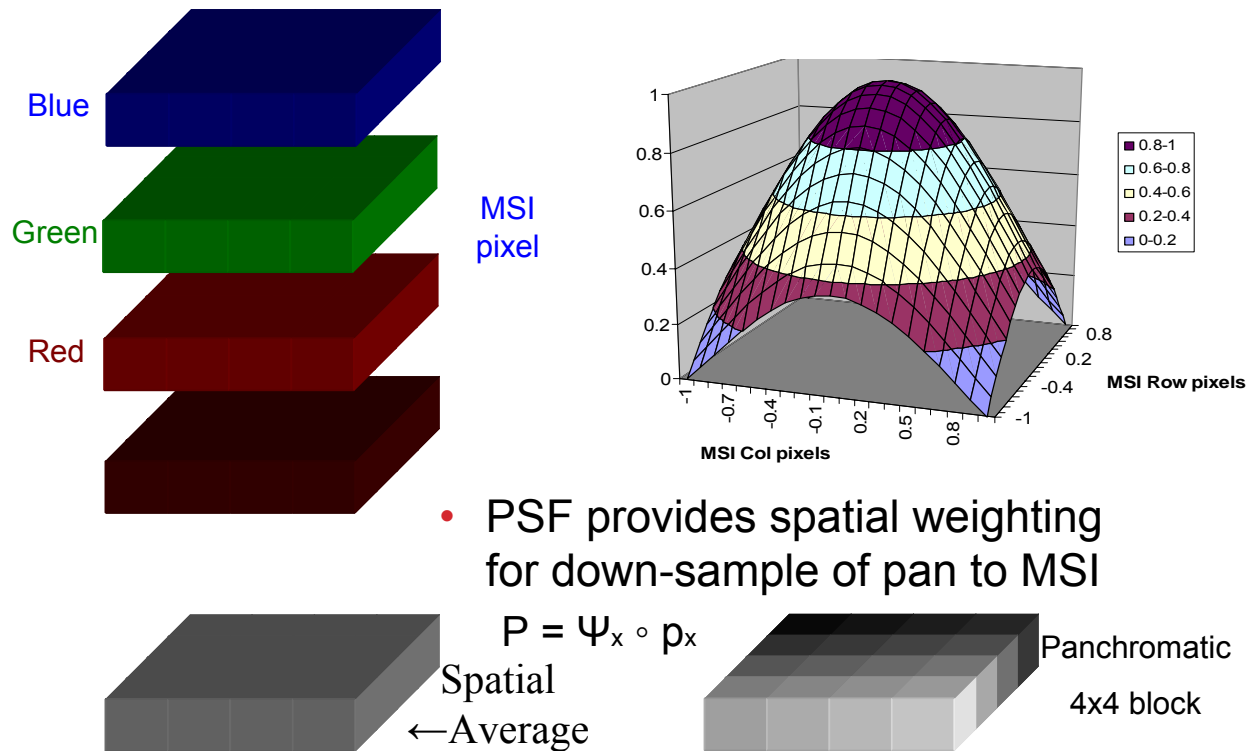 Blue
Green
Red
MSI
pixel
1
0.8
0.6
0.4
0.2
0
-1
-0.7
-0.4
-0.1
0.2
0.5
0.8
MSI Col pixels
0.8
0.2
-0.4
-1
MSI Row pixels
0.8-1
0.6-0.8
0.4-0.6
0.2-0.4
0-0.2
• PSF provides spatial weighting
for down-sample of pan to MSI
P = Ψₓ ∘ pₓ
Spatial
←Average
Panchromatic
4x4 block